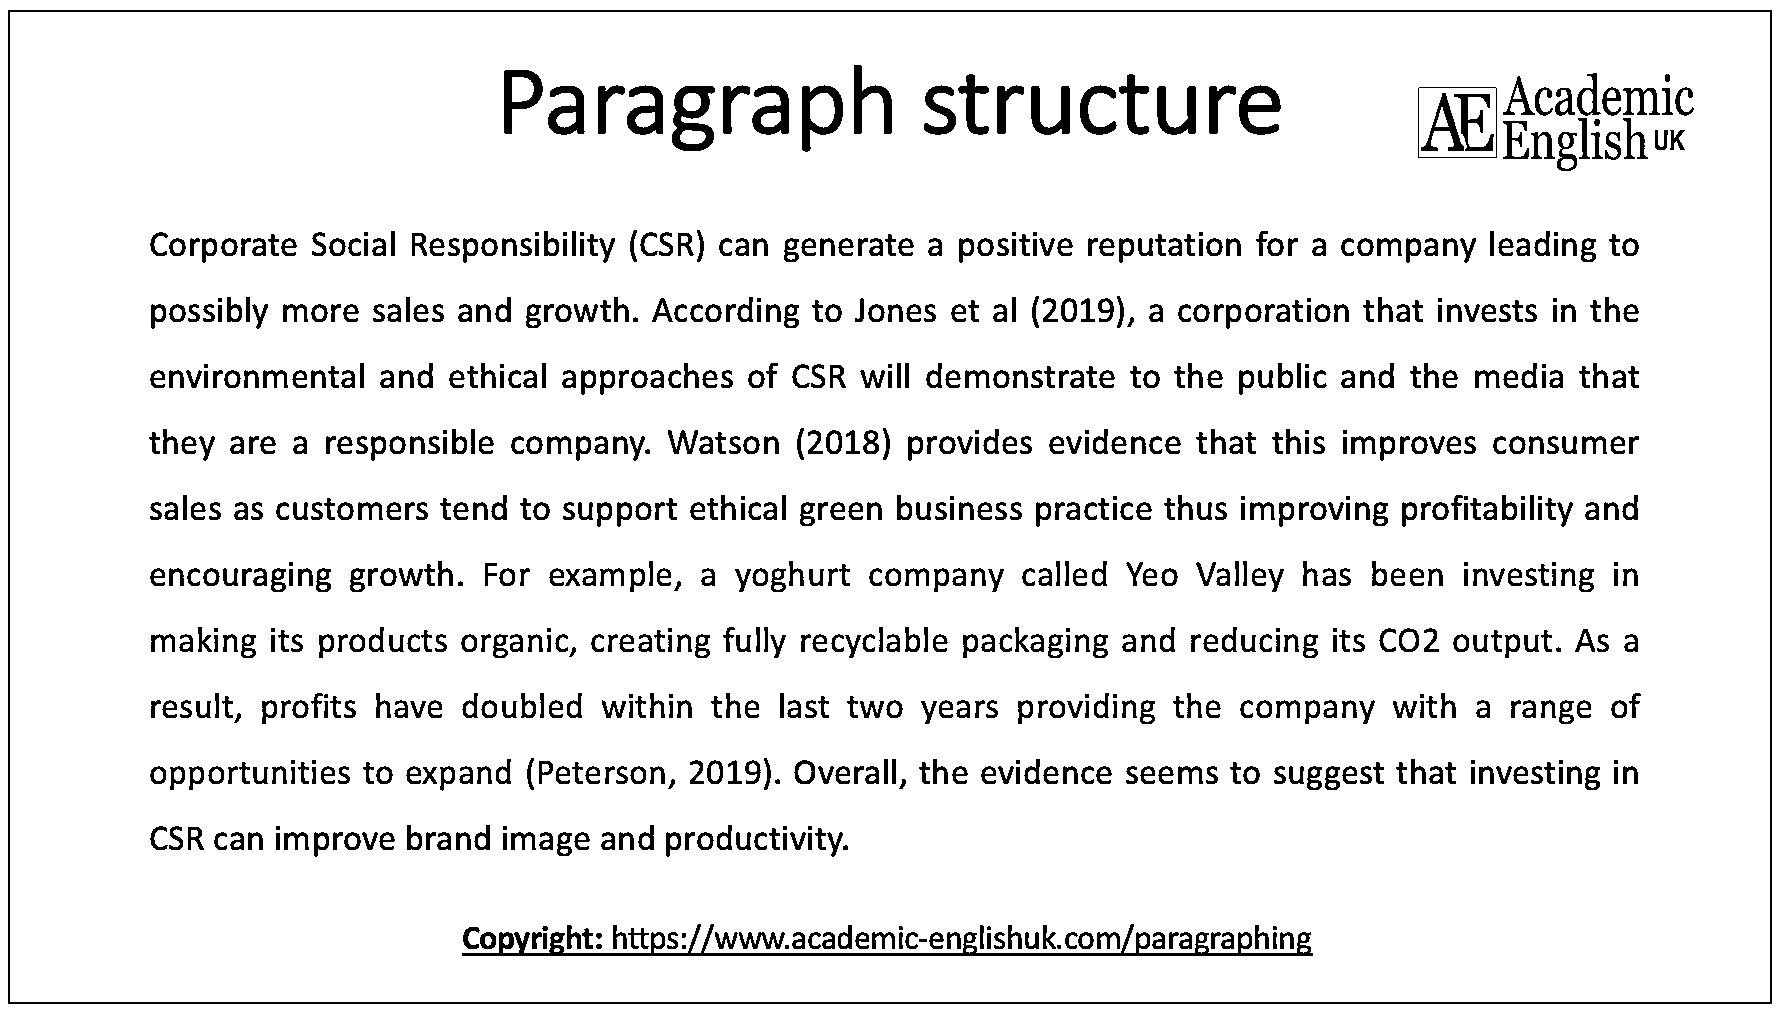 Paragraph structure
AE Academic
English UK
Corporate Social Responsibility (CSR) can generate a positive reputation for a company leading to
possibly more sales and growth. According to Jones et al (2019), a corporation that invests in the
environmental and ethical approaches of CSR will demonstrate to the public and the media that
they are a responsible company. Watson (2018) provides evidence that this improves consumer
sales as customers tend to support ethical green business practice thus improving profitability and
encouraging growth. For example, a yoghurt company called Yeo Valley has been investing in
making its products organic, creating fully recyclable packaging and reducing its CO2 output. As a
result, profits have doubled within the last two years providing the company with a range of
opportunities to expand (Peterson, 2019). Overall, the evidence seems to suggest that investing in
CSR can improve brand image and productivity.
Copyright: https://www.academic-englishuk.com/paragraphing